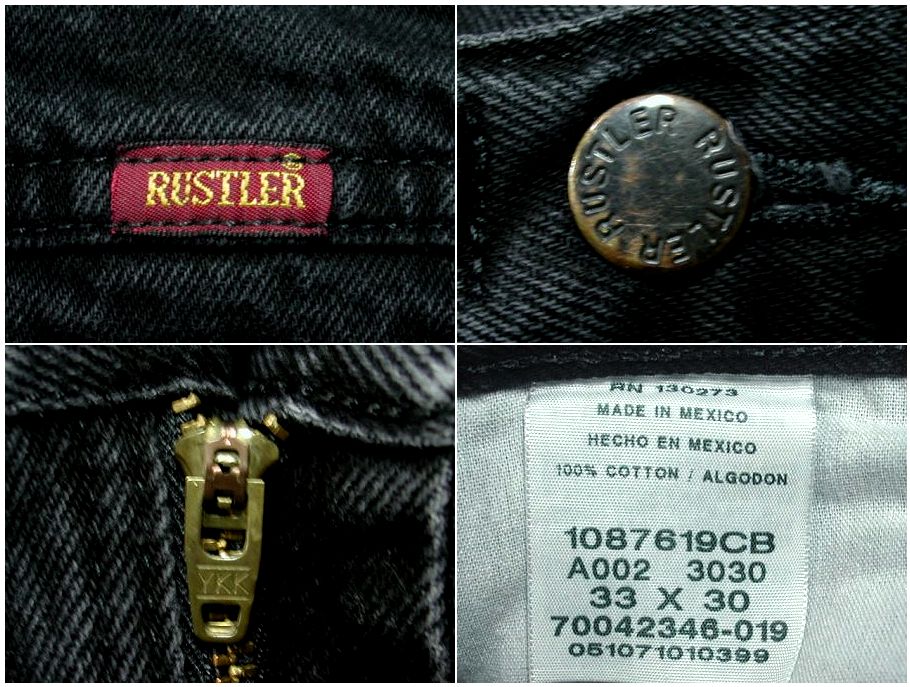 RUSTLER
RUSTLER RUSTLER RUSTLER
YKK
RN 130273
MADE IN MEXICO
HECHO EN MEXICO
100% COTTON / ALGODON
1087619CB
A002 3030
33 X 30
70042346-019
051071010399